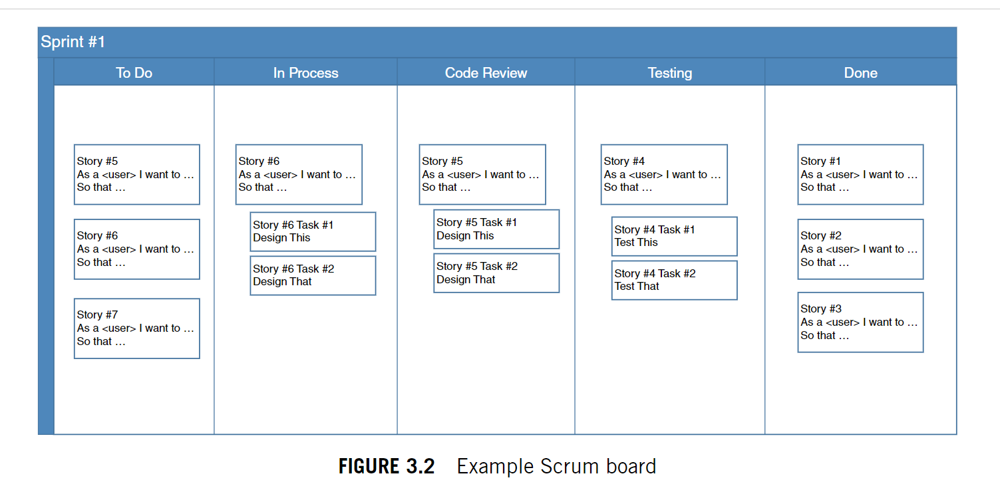 Sprint #1
To Do
In Process
Code Review
Testing
Done
Story #5
As a <user> I want to …
So that …
Story #6
As a <user> I want to …
So that …
Story #7
As a <user> I want to …
So that …
Story #6
As a <user> I want to …
So that …
Story #6 Task #1
Design This
Story #6 Task #2
Design That
Story #5
As a <user> I want to …
So that …
Story #5 Task #1
Design This
Story #5 Task #2
Design That
Story #4
As a <user> I want to …
So that …
Story #4 Task #1
Test This
Story #4 Task #2
Test That
Story #1
As a <user> I want to …
So that …
Story #2
As a <user> I want to …
So that …
Story #3
As a <user> I want to …
So that …
FIGURE 3.2 Example Scrum board